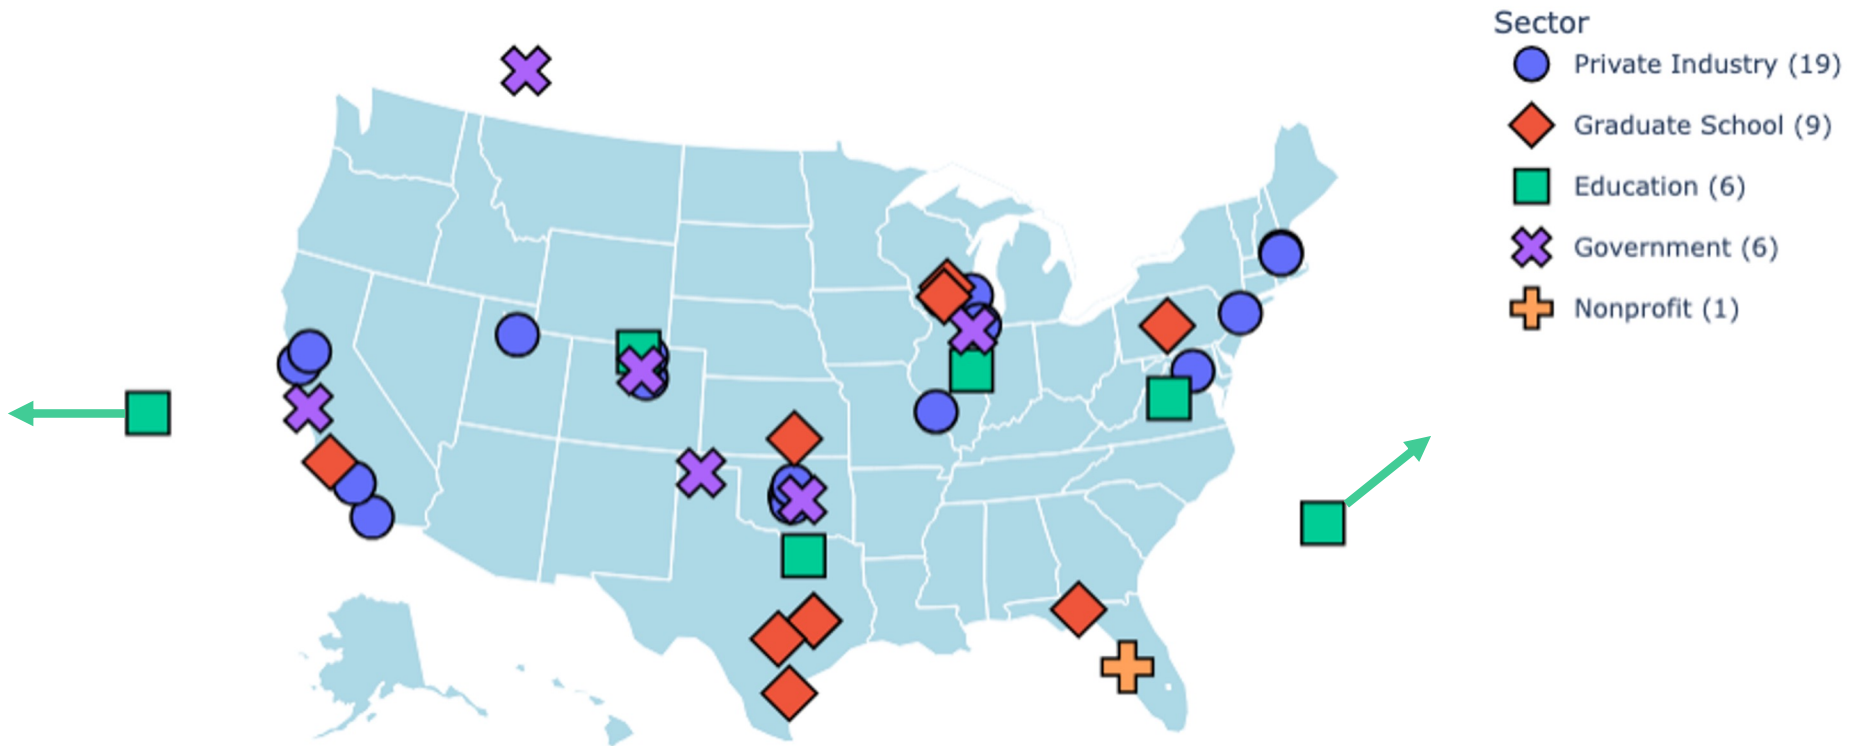 Sector
Private Industry (19)
Graduate School (9)
Education (6)
Government (6)
Nonprofit (1)